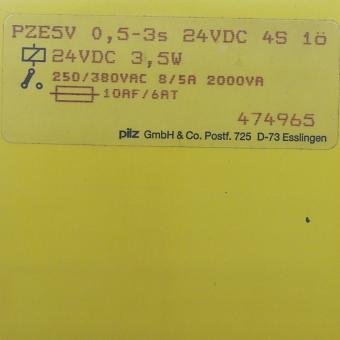 PZE5V 0,5-3s 24VDC 4S 1ö
24VDC 3,5W
250/380VAC 8/5A 2000VA
10AF/6AT
474965
pilz GmbH & Co. Postf. 725 D-73 Esslingen